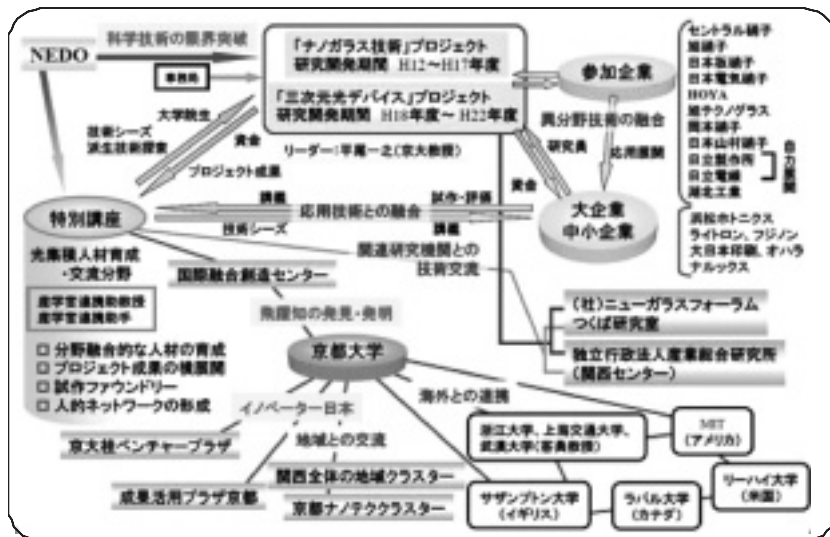 NEDO
科学技術の限界突破
事務局
「ナノガラス技術」プロジェクト
研究開発期間 H12～H17年度
「三次元光デバイス」プロジェクト
研究開発期間 H18年度～H22年度
リーダー:平尾一之(京大教授)
参加企業
セントラル硝子
旭硝子
日本板硝子
日本電気硝子
HOYA
旭テクノグラス
岡本硝子
日本山村硝子
日立製作所
日立電線
湖北工業
自力展開
浜松ホトニクス
ライトロン、フジノン
大日本印刷、オハラ
ナルックス
異分野技術の融合
研究員
応用展開
資金
大企業
中小企業
大学院生
技術シーズ
派生技術探索
資金
プロジェクト成果
特別講座
講義
応用技術との融合
試作・評価
技術シーズ
講義
関連研究機関との
技術交流
光集積人材育成
・交流分野
産学官連携助教授
産学官連携助手
□ 分野融合的な人材の育成
□ プロジェクト成果の横展開
□ 試作ファウンドリー
□ 人的ネットワークの形成
国際融合創造センター
飛躍知の発見・発明
京都大学
(社)ニューガラスフォーラム
つくば研究室
独立行政法人産業総合研究所
(関西センター)
イノベーター日本
地域との交流
海外との連携
京大桂ベンチャープラザ
成果活用プラザ京都
関西全体の地域クラスター
京都ナノテククラスター
浙江大学、上海交通大学、
武漢大学(客員教授)
MIT
(アメリカ)
リーハイ大学
(米国)
ラバル大学
(カナダ)
サザンプトン大学
(イギリス)